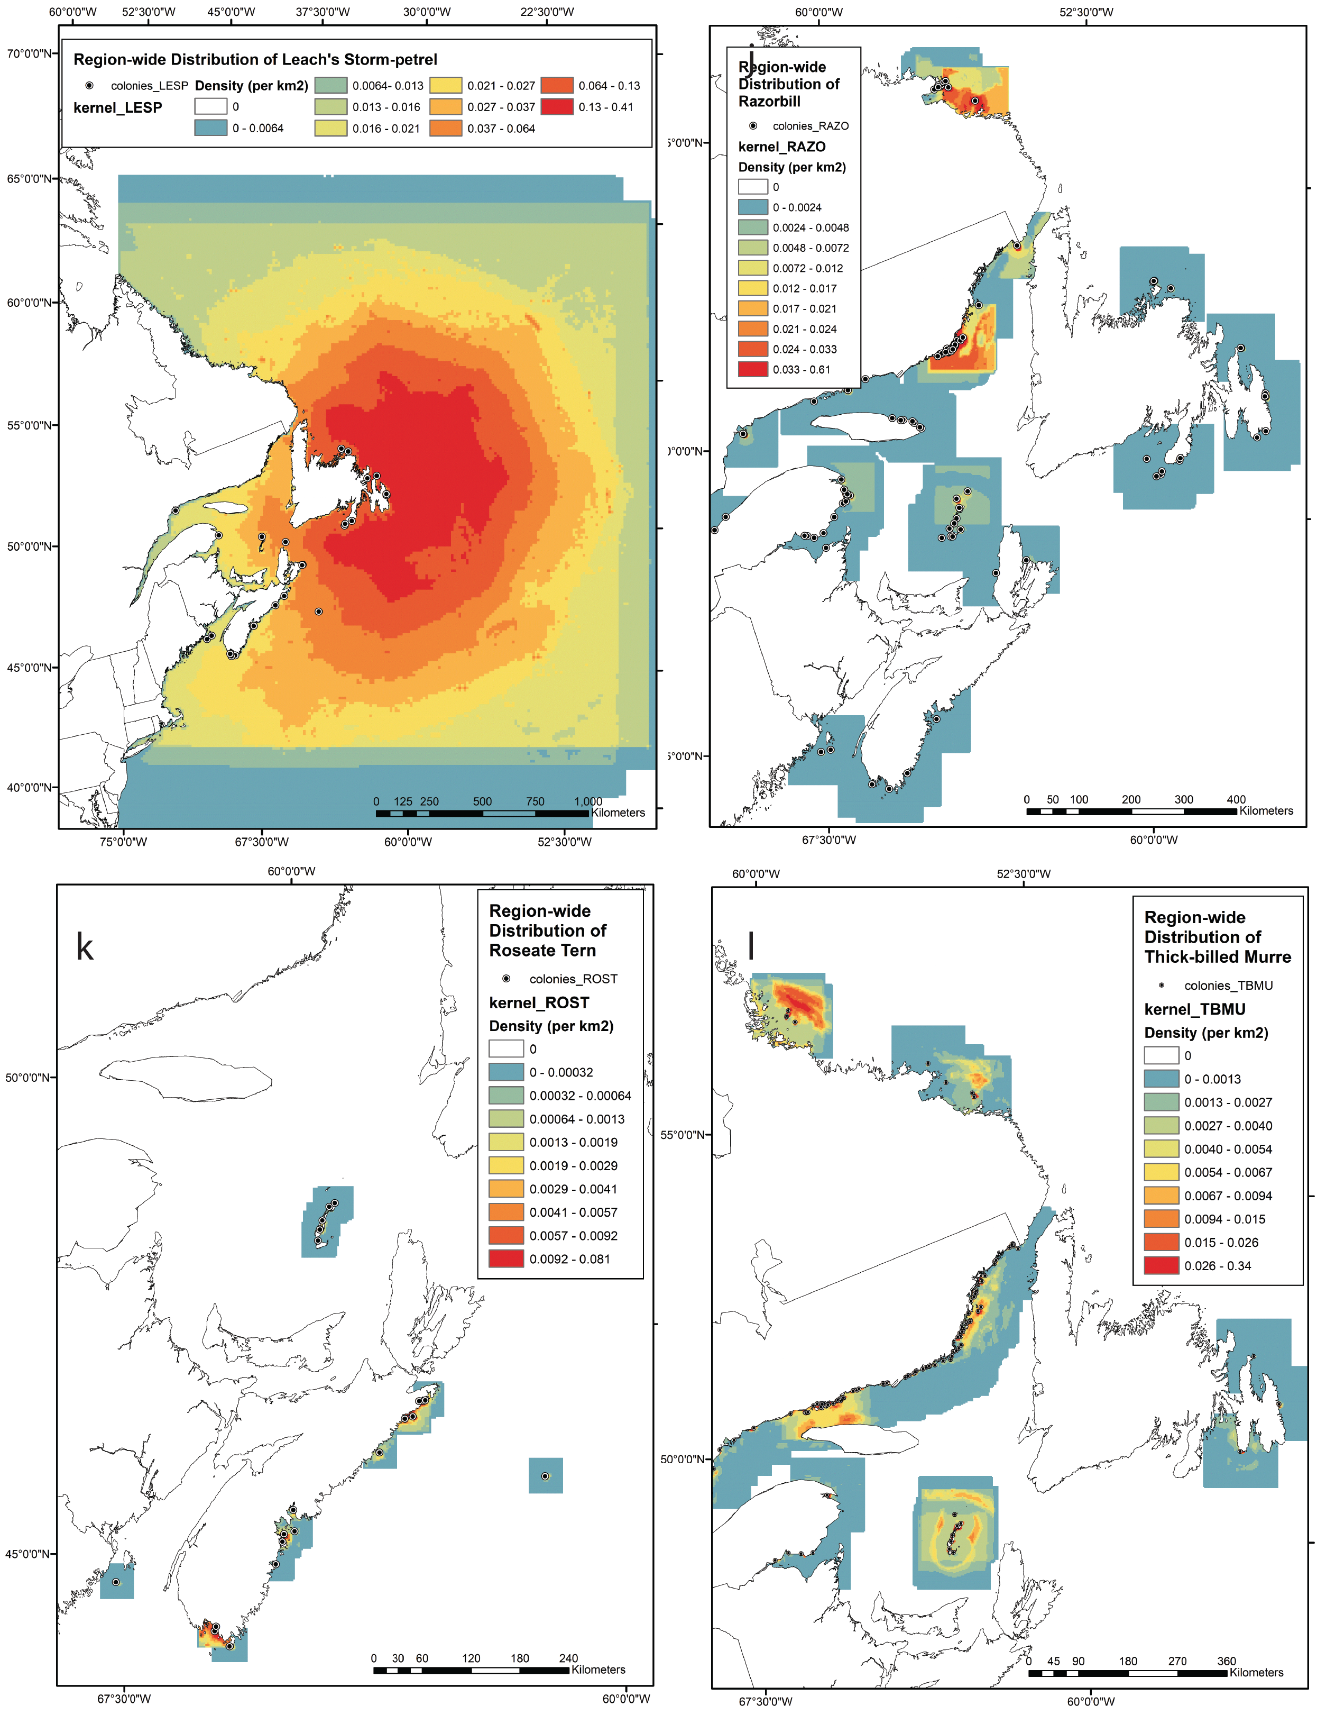 60°0'0"W 52°30'0"W 45°0'0"W 37°30'0"W 30°0'0"W 22°30'0"W
70°0'0"N
65°0'0"N
60°0'0"N
55°0'0"N
50°0'0"N
45°0'0"N
40°0'0"N
Region-wide Distribution of Leach's Storm-petrel
colonies_LESP
kernel_LESP
Density (per km2)
0
0 - 0.0064
0.0064- 0.013
0.013 - 0.016
0.016 - 0.021
0.021 - 0.027
0.027 - 0.037
0.037 - 0.064
0.064 - 0.13
0.13 - 0.41
0 125 250 500 750 1,000
Kilometers
75°0'0"W 67°30'0"W 60°0'0"W 52°30'0"W
60°0'0"W 52°30'0"W
j
Region-wide
Distribution of
Razorbill
colonies_RAZO
kernel_RAZO
Density (per km2)
0
0 - 0.0024
0.0024 - 0.0048
0.0048 - 0.0072
0.0072 - 0.012
0.012 - 0.017
0.017 - 0.021
0.021 - 0.024
0.024 - 0.033
0.033 - 0.61
5°0'0"N
0°0'0"N
5°0'0"N
0 50 100 200 300 400
Kilometers
67°30'0"W 60°0'0"W
60°0'0"W
k
Region-wide
Distribution of
Roseate Tern
colonies_ROST
kernel_ROST
Density (per km2)
0
0 - 0.00032
0.00032 - 0.00064
0.00064 - 0.0013
0.0013 - 0.0019
0.0019 - 0.0029
0.0029 - 0.0041
0.0041 - 0.0057
0.0057 - 0.0092
0.0092 - 0.081
50°0'0"N
45°0'0"N
0 30 60 120 180 240
Kilometers
67°30'0"W 60°0'0"W
60°0'0"W 52°30'0"W
l
Region-wide
Distribution of
Thick-billed Murre
colonies_TBMU
kernel_TBMU
Density (per km2)
0
0 - 0.0013
0.0013 - 0.0027
0.0027 - 0.0040
0.0040 - 0.0054
0.0054 - 0.0067
0.0067 - 0.0094
0.0094 - 0.015
0.015 - 0.026
0.026 - 0.34
55°0'0"N
50°0'0"N
0 45 90 180 270 360
Kilometers
67°30'0"W 60°0'0"W